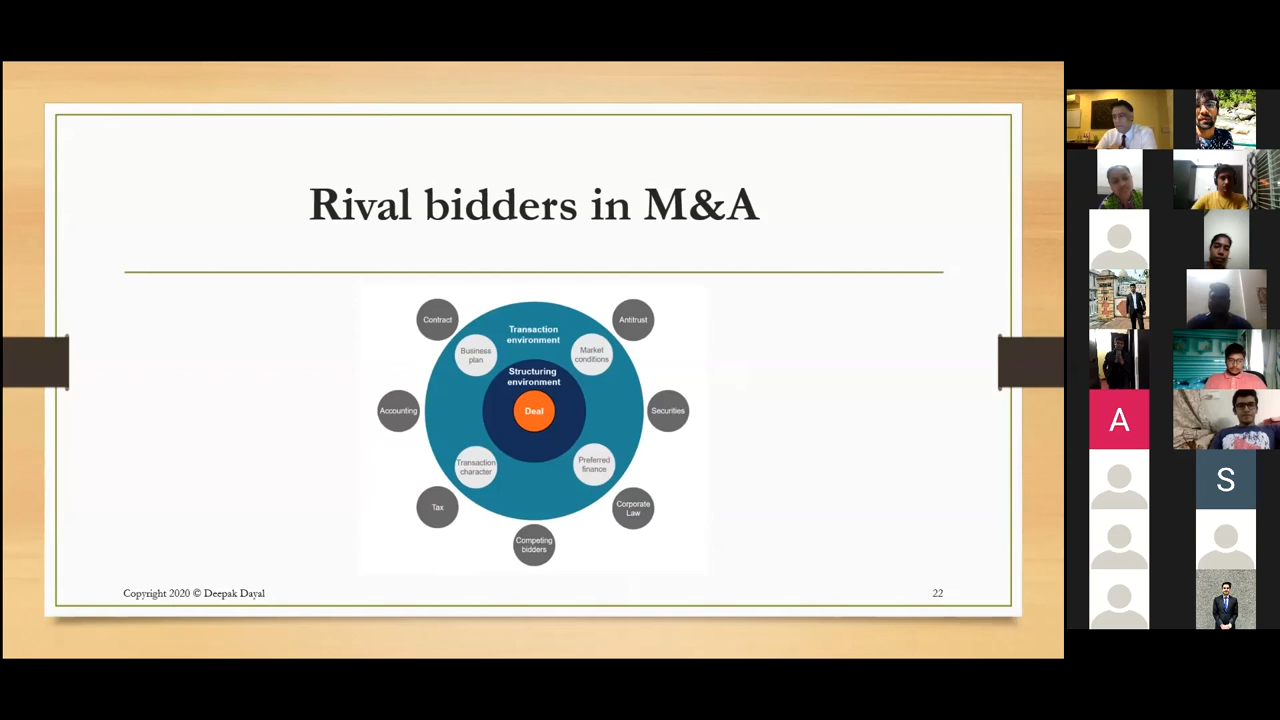 Rival bidders in M&A
Contract
Antitrust
Transaction
environment
Business
plan
Market
conditions
Structuring
environment
Accounting
Deal
Securities
Transaction
character
Preferred
finance
Tax
Corporate
Law
Competing
bidders
Copyright 2020 © Deepak Dayal
22
A
S